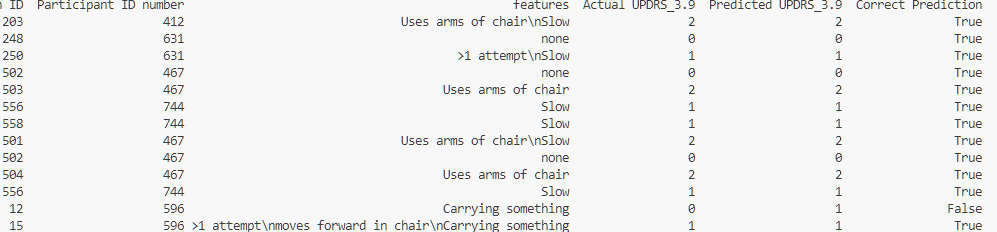 n ID Participant ID number features Actual UPDRS_3.9 Predicted UPDRS_3.9 Correct Prediction
203 412 Uses arms of chair\nSlow 2 2 True
248 631 none 0 0 True
250 631 >1 attempt\nSlow 1 1 True
502 467 none 0 0 True
503 467 Uses arms of chair 2 2 True
556 744 Slow 1 1 True
558 744 Slow 1 1 True
501 467 Uses arms of chair\nSlow 2 2 True
502 467 none 0 0 True
504 467 Uses arms of chair 2 2 True
556 744 Slow 1 1 True
12 596 Carrying something 0 1 False
15 596 >1 attempt\nmoves forward in chair\nCarrying something 1 1 True